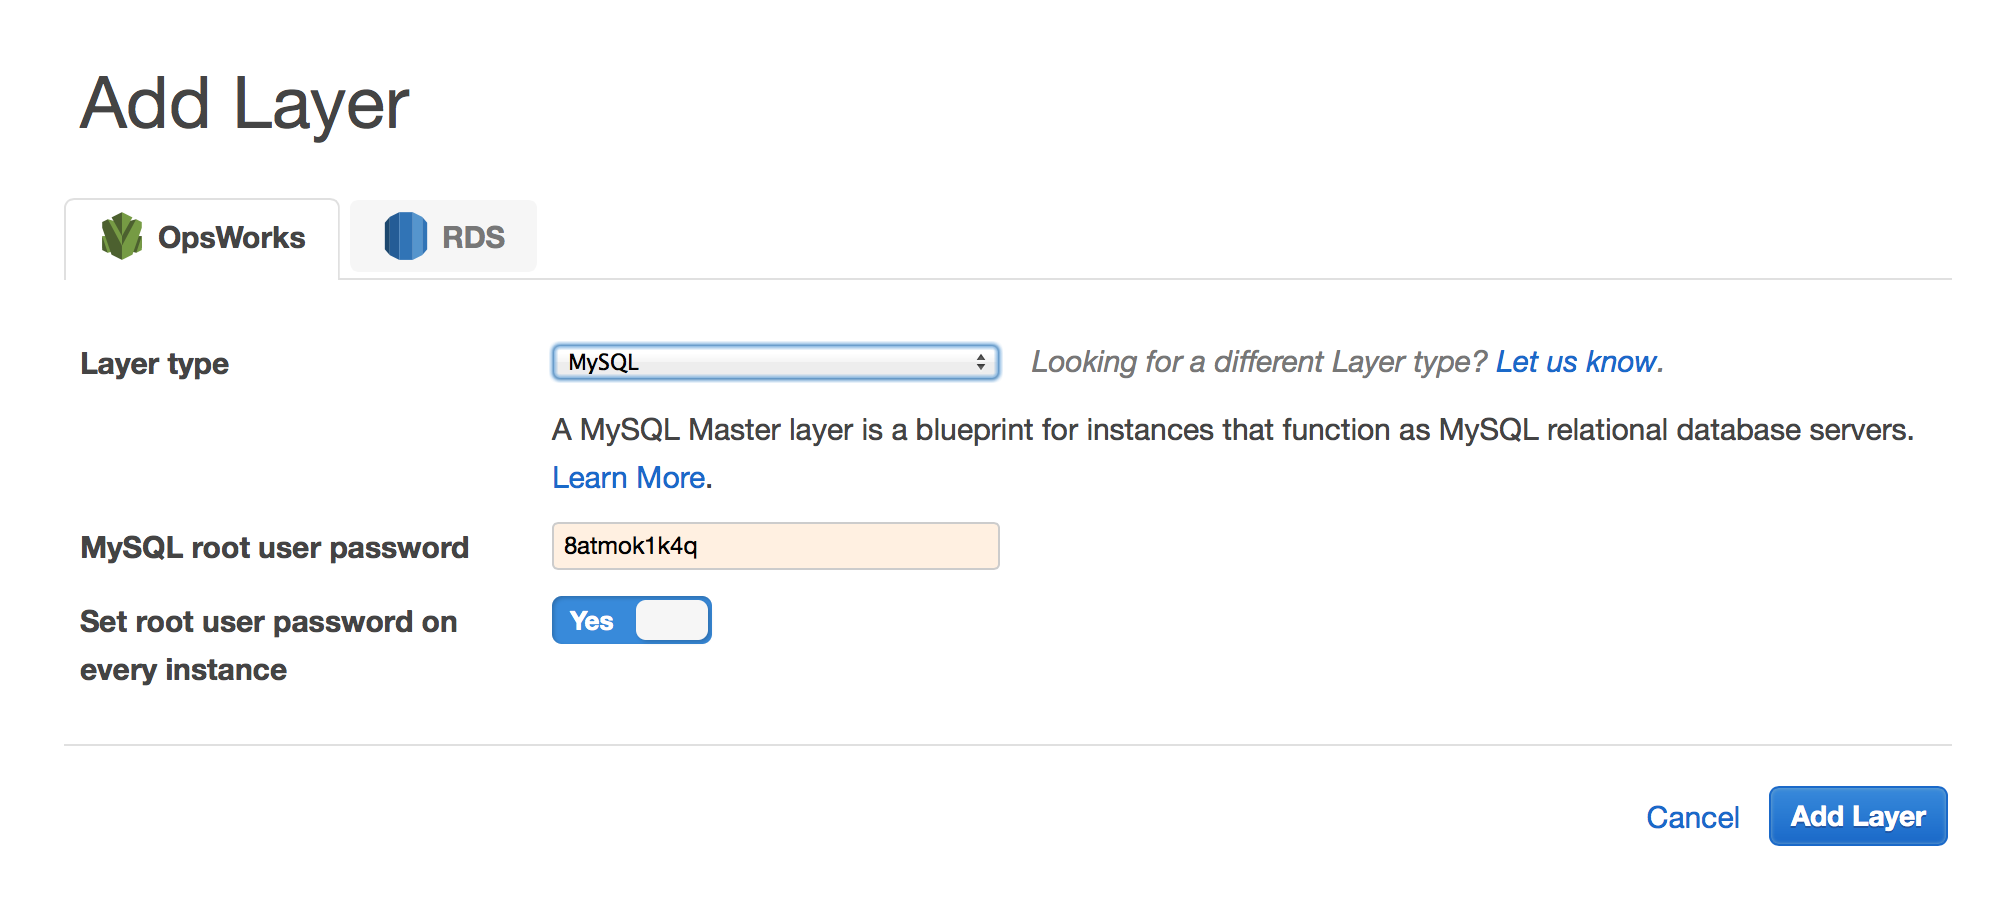 Add Layer
OpsWorks
RDS
Layer type
MySQL
Looking for a different Layer type? Let us know.
A MySQL Master layer is a blueprint for instances that function as MySQL relational database servers.
Learn More.
MySQL root user password
8atmok1k4q
Set root user password on
every instance
Yes
Cancel
Add Layer